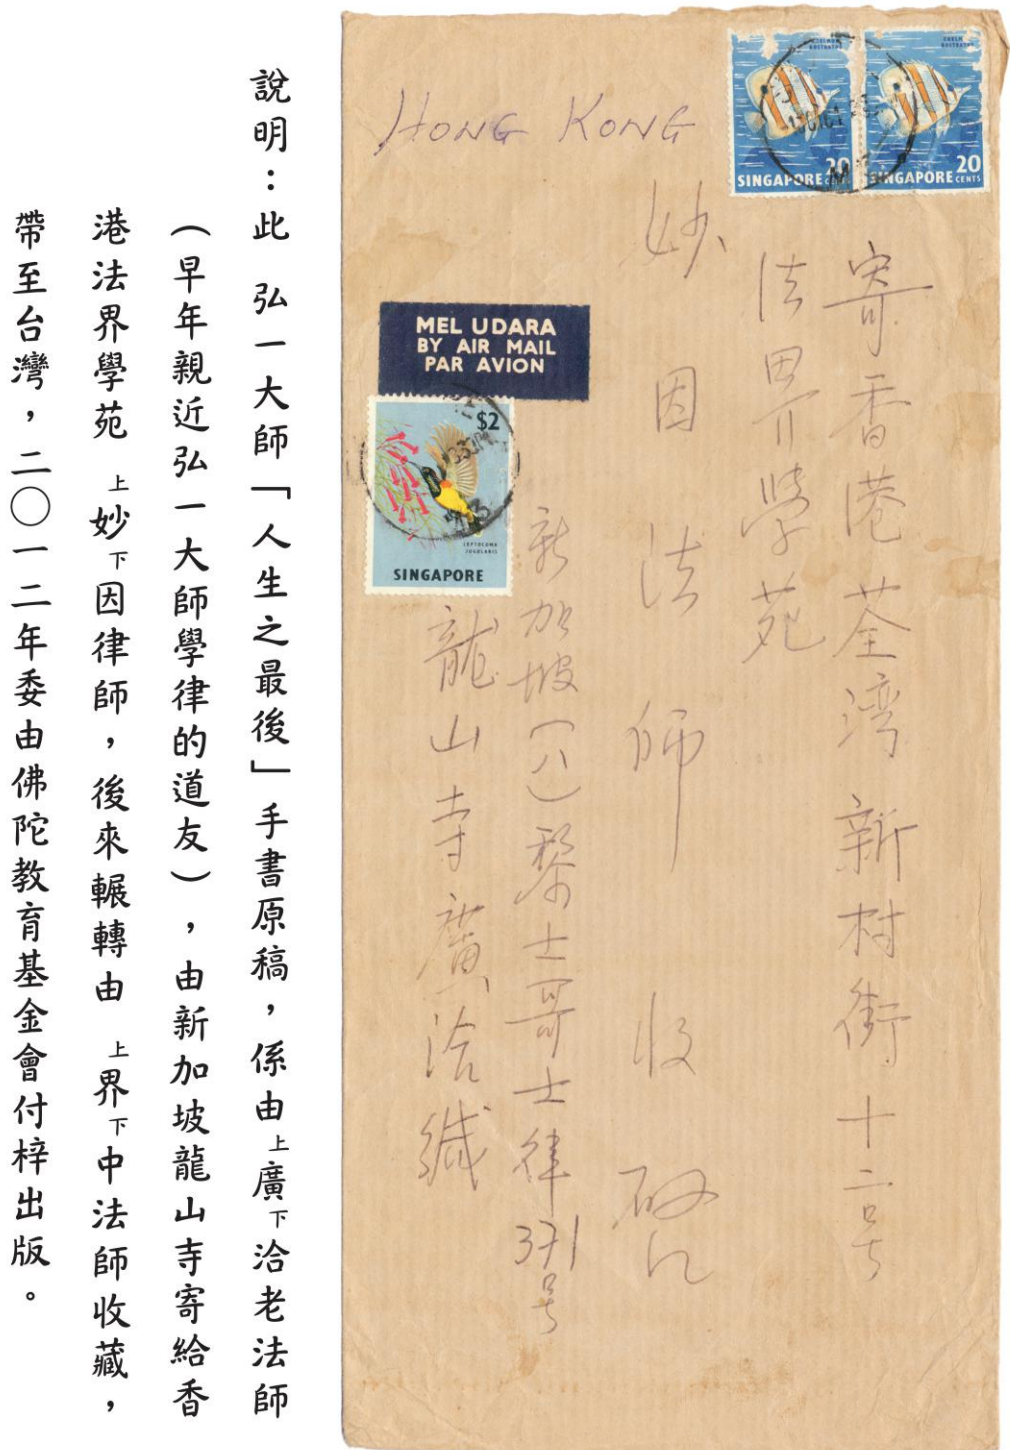 HONG KONG
SINGAPORE 20 CENTS
SINGAPORE 20 CENTS
寄香港荃湾新村街十二号
法界學苑
妙因法师收啟
新加坡(八)黎士哥士律371号
龍山寺廣洽緘
MEL UDARA
BY AIR MAIL
PAR AVION
$2
SINGAPORE
說明:此 弘一大師「人生之最後」手書原稿,係由上廣下洽老法師
(早年親近弘一大師學律的道友),由新加坡龍山寺寄給香
港法界學苑 上妙下因律師,後來輾轉由 上界下中法師收藏,
帶至台灣,二〇一二年委由佛陀教育基金會付梓出版。